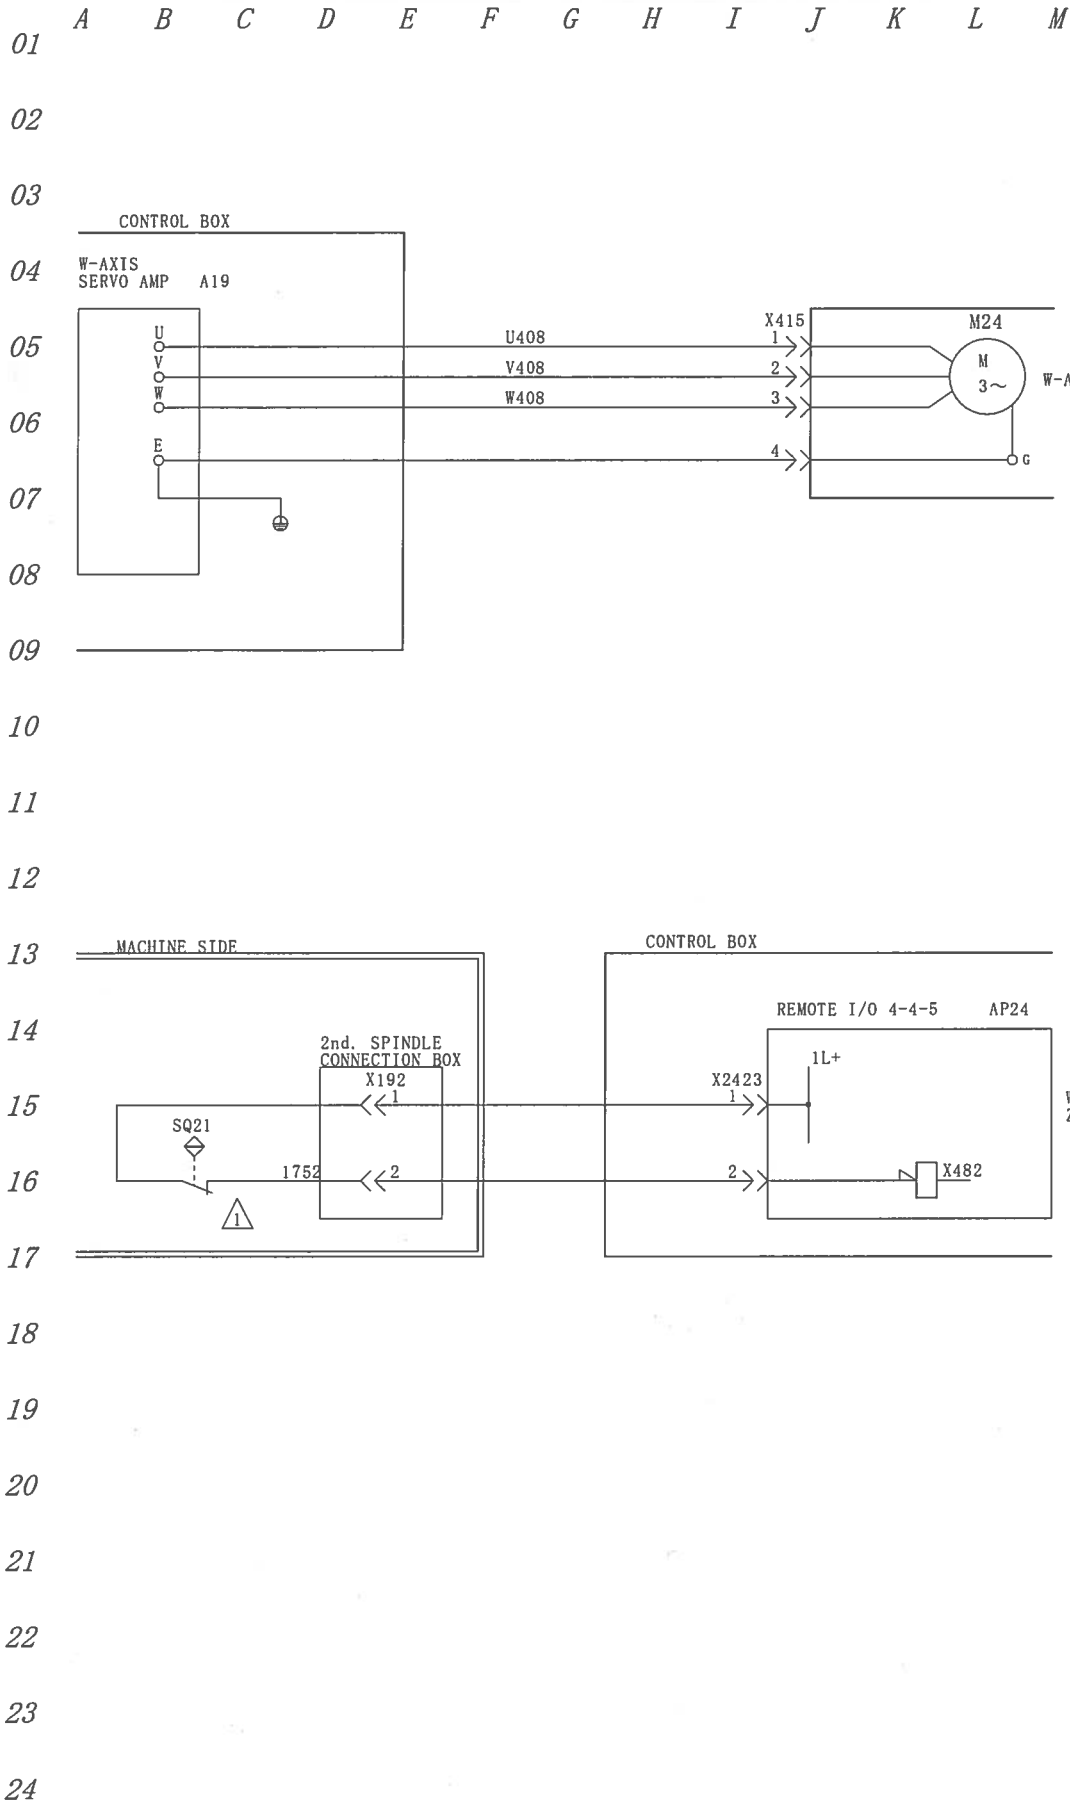 A B C D E F G H I J K L M
01
02
03
CONTROL BOX
04
W-AXIS
SERVO AMP A19
X415
M24
05
U
U408
1
V
V408
2
M
3~
W-A
W
W408
3
06
E
4
G
07
08
09
10
11
12
13
MACHINE SIDE
CONTROL BOX
14
REMOTE I/O 4-4-5 AP24
2nd. SPINDLE
CONNECTION BOX
1L+
X192
X2423
15
1
1
SQ21
16
1752
2
2
X482
1
17
18
19
20
21
22
23
24